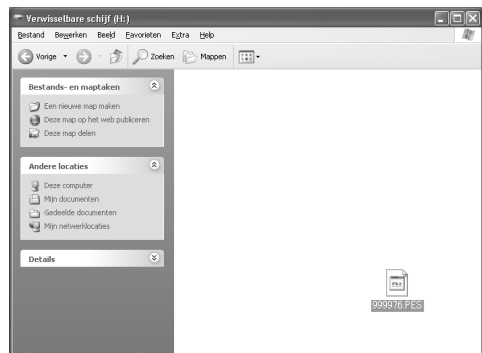 Verwisselbare schijf (H:)
Bestand Bewerken Beeld Favorieten Extra Help
Vorige Zoeken Mappen
Bestands- en maptaken
Een nieuwe map maken
Deze map op het web publiceren
Deze map delen
Andere locaties
Deze computer
Mijn documenten
Gedeelde documenten
Mijn netwerklocaties
Details
999976.PES